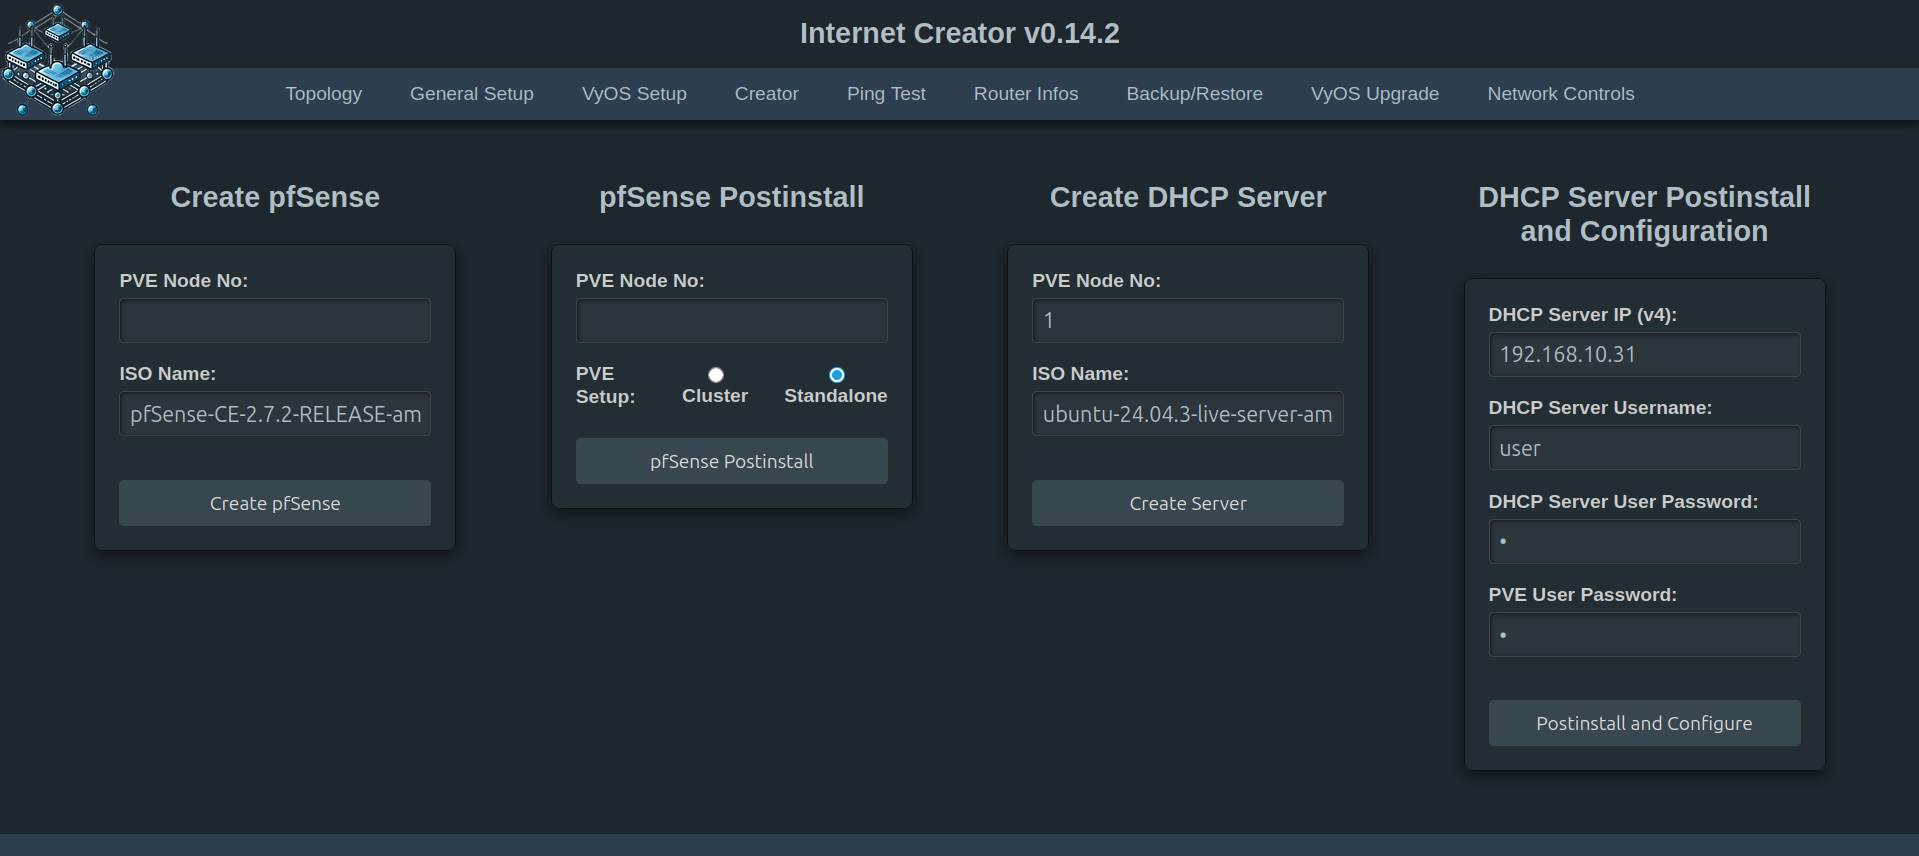 Internet Creator v0.14.2
Topology General Setup VyOS Setup Creator Ping Test Router Infos Backup/Restore VyOS Upgrade Network Controls
Create pfSense
PVE Node No:
ISO Name:
pfSense-CE-2.7.2-RELEASE-am
Create pfSense
pfSense Postinstall
PVE Node No:
PVE
Setup:
Cluster
Standalone
pfSense Postinstall
Create DHCP Server
PVE Node No:
1
ISO Name:
ubuntu-24.04.3-live-server-am
Create Server
DHCP Server Postinstall
and Configuration
DHCP Server IP (v4):
192.168.10.31
DHCP Server Username:
user
DHCP Server User Password:
•
PVE User Password:
•
Postinstall and Configure